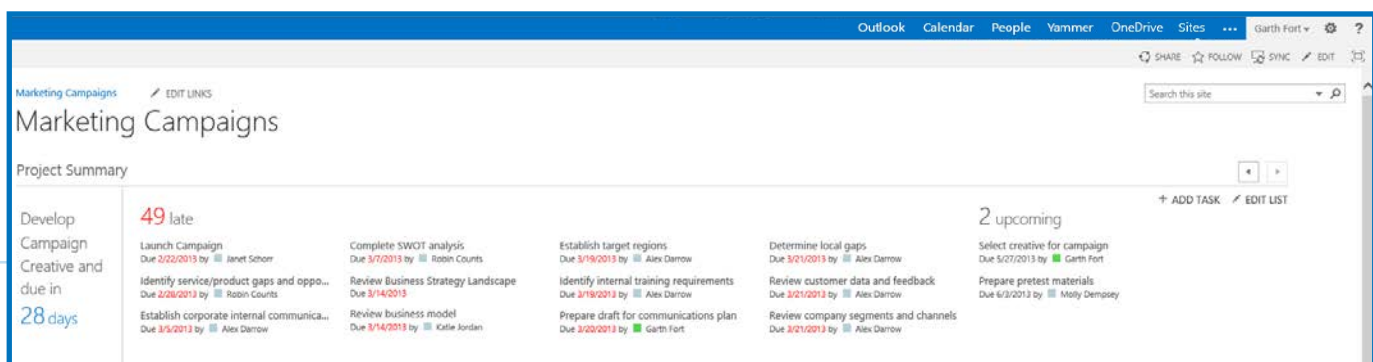 Outlook Calendar People Yammer OneDrive Sites ••• Garth Fort ?
SHARE FOLLOW SYNC EDIT
Marketing Campaigns EDIT LINKS
Search this site
Marketing Campaigns
Project Summary
+ ADD TASK EDIT LIST
Develop
Campaign
Creative and
due in
28 days
49 late
Launch Campaign
Due 2/22/2013 by Janet Schorr
Identify service/product gaps and oppo...
Due 2/28/2013 by Robin Counts
Establish corporate internal communica...
Due 3/5/2013 by Alex Darrow
Complete SWOT analysis
Due 3/7/2013 by Robin Counts
Review Business Strategy Landscape
Due 3/14/2013
Review business model
Due 3/14/2013 by Katie Jordan
Establish target regions
Due 3/19/2013 by Alex Darrow
Identify internal training requirements
Due 3/19/2013 by Alex Darrow
Prepare draft for communications plan
Due 3/20/2013 by Garth Fort
Determine local gaps
Due 3/21/2013 by Alex Darrow
Review customer data and feedback
Due 3/21/2013 by Alex Darrow
Review company segments and channels
Due 3/21/2013 by Alex Darrow
2 upcoming
Select creative for campaign
Due 5/27/2013 by Garth Fort
Prepare pretest materials
Due 6/3/2013 by Molly Dempsey